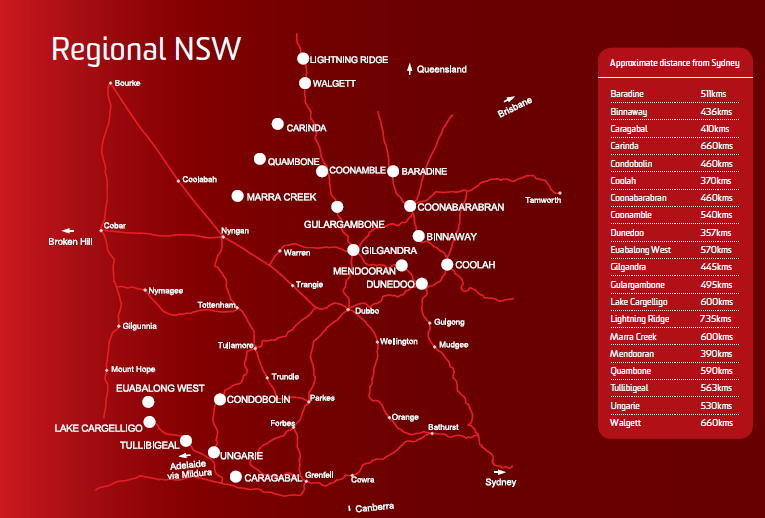 Regional NSW
LIGHTNING RIDGE
Queensland
WALGETT
Bourke
Brisbane
CARINDA
QUAMBONE
COONAMBLE
BARADINE
Coolabah
MARRA CREEK
Tamworth
COONABARABRAN
GULARGAMBONE
Cobar
Broken Hill
Nyngan
BINNAWAY
Warren
GILGANDRA
MENDOORAN
COOLAH
Trangie
DUNEDOO
Nymagee
Tottenham
Dubbo
Gilgunnia
Gulgong
Tullamore
Wellington
Mudgee
Mount Hope
Trundle
EUABALONG WEST
CONDOBOLIN
Parkes
LAKE CARGELLIGO
Forbes
Orange
Bathurst
TULLIBIGEAL
UNGARIE
Adelaide
via Mildura
CARAGABAL
Grenfell
Cowra
Sydney
Canberra
Approximate distance from Sydney
Baradine 511kms
Binnaway 436kms
Caragabal 410kms
Carinda 660kms
Condobolin 460kms
Coolah 370kms
Coonabarabran 460kms
Coonamble 540kms
Dunedoo 357kms
Euabalong West 570kms
Gilgandra 445kms
Gulargambone 495kms
Lake Cargelligo 600kms
Lightning Ridge 735kms
Marra Creek 600kms
Mendooran 390kms
Quambone 590kms
Tullibigeal 563kms
Ungarie 530kms
Walgett 660kms